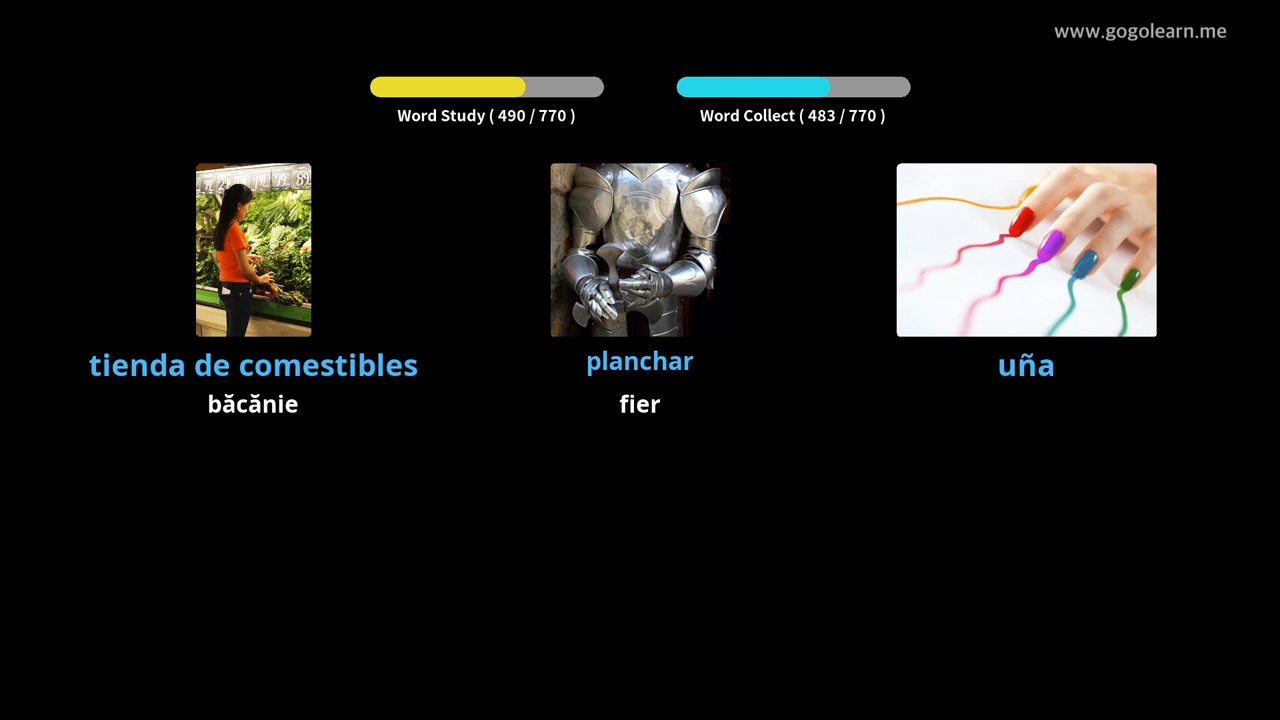 www.gogolearn.me
Word Study ( 490 / 770 )
Word Collect ( 483 / 770 )
tienda de comestibles
planchar
uña
băcănie
fier